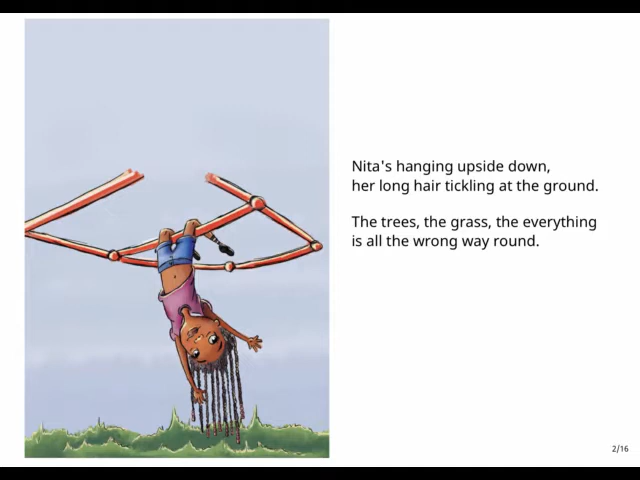 Nita's hanging upside down,
her long hair tickling at the ground.
The trees, the grass, the everything
is all the wrong way round.
2/16